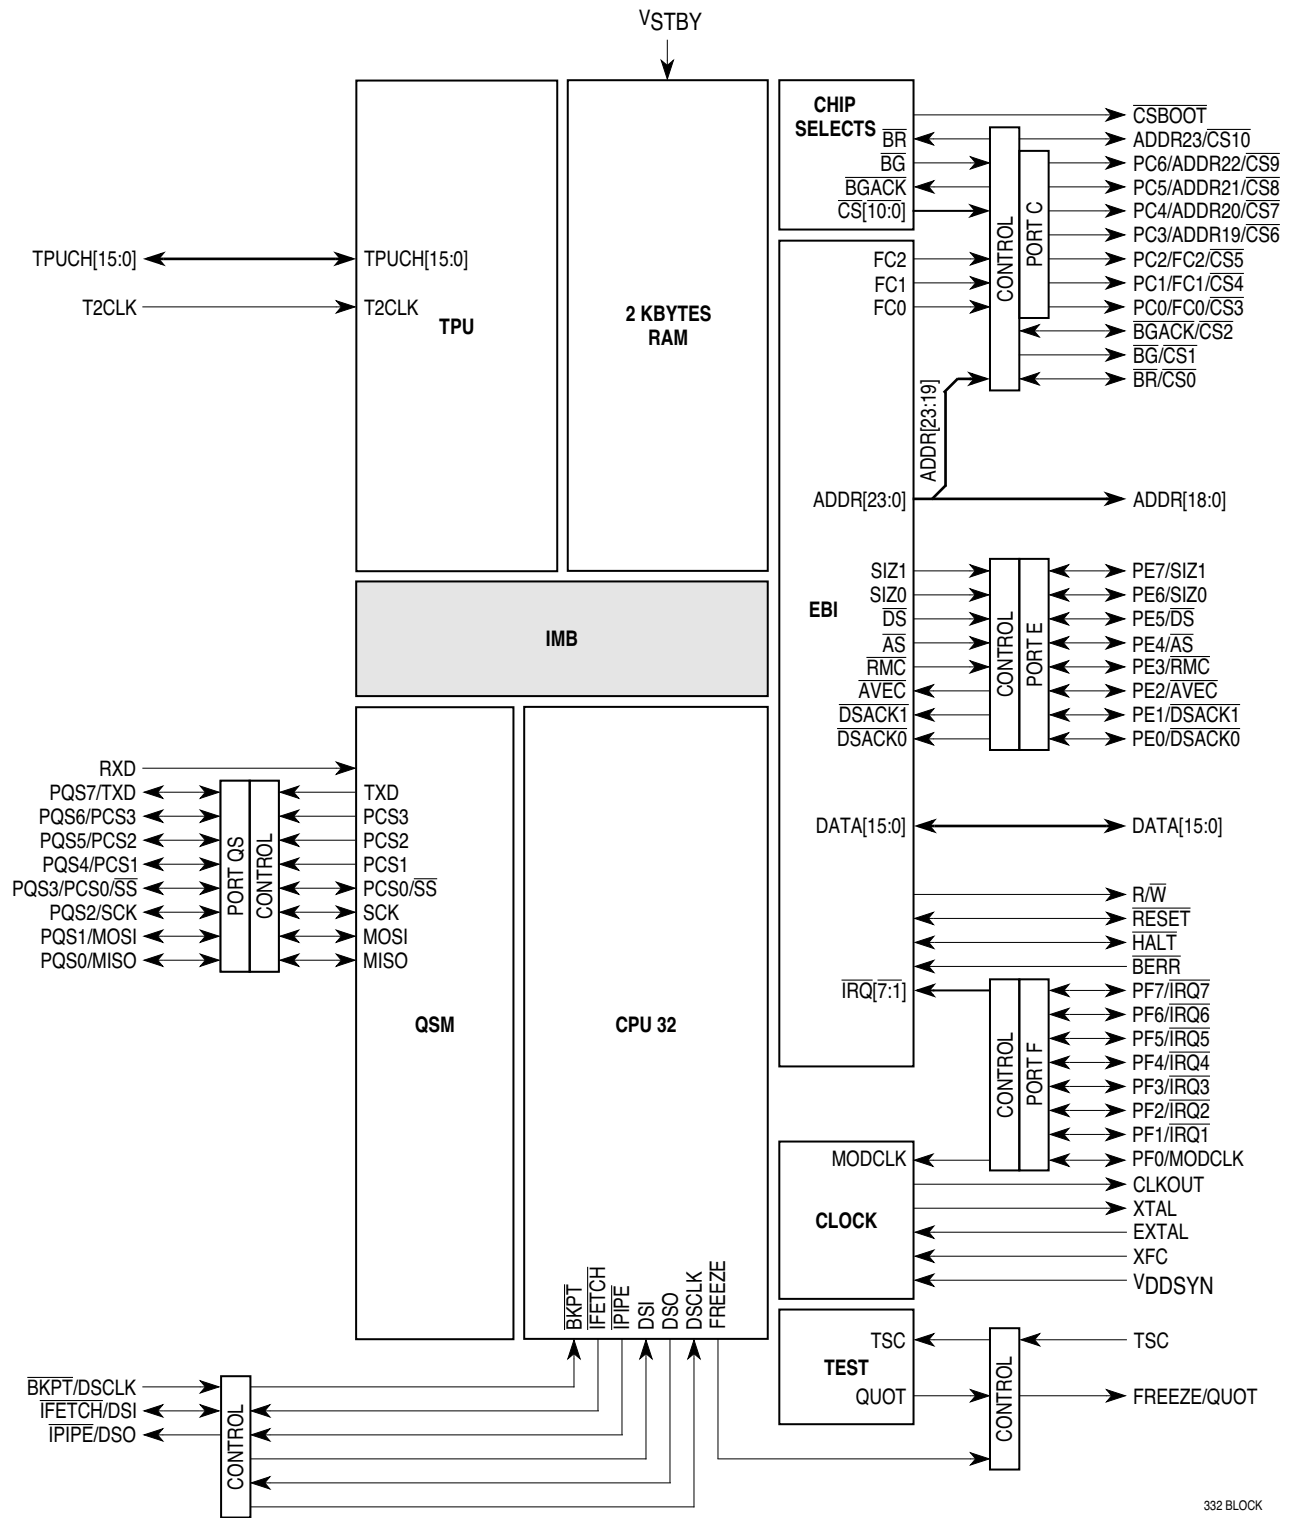 VSTBY
CHIP
SELECTS
BR
BG
BGACK
CS[10:0]
CONTROL
PORT C
CSBOOT
ADDR23/CS10
PC6/ADDR22/CS9
PC5/ADDR21/CS8
PC4/ADDR20/CS7
PC3/ADDR19/CS6
PC2/FC2/CS5
PC1/FC1/CS4
PC0/FC0/CS3
BGACK/CS2
BG/CS1
BR/CS0
TPUCH[15:0]
T2CLK
TPUCH[15:0]
T2CLK
TPU
2 KBYTES
RAM
FC2
FC1
FC0
ADDR[23:19]
ADDR[23:0]
ADDR[18:0]
EBI
SIZ1
SIZ0
DS
AS
RMC
AVEC
DSACK1
DSACK0
CONTROL
PORT E
PE7/SIZ1
PE6/SIZ0
PE5/DS
PE4/AS
PE3/RMC
PE2/AVEC
PE1/DSACK1
PE0/DSACK0
IMB
RXD
PQS7/TXD
PQS6/PCS3
PQS5/PCS2
PQS4/PCS1
PQS3/PCS0/SS
PQS2/SCK
PQS1/MOSI
PQS0/MISO
PORT QS
CONTROL
TXD
PCS3
PCS2
PCS1
PCS0/SS
SCK
MOSI
MISO
QSM
CPU 32
DATA[15:0]
DATA[15:0]
R/W
RESET
HALT
BERR
IRQ[7:1]
CONTROL
PORT F
PF7/IRQ7
PF6/IRQ6
PF5/IRQ5
PF4/IRQ4
PF3/IRQ3
PF2/IRQ2
PF1/IRQ1
PF0/MODCLK
MODCLK
CLOCK
CLKOUT
XTAL
EXTAL
XFC
VDDSYN
BKPT
IFETCH
IPIPE
DSI
DSO
DSCLK
FREEZE
TSC
TEST
QUOT
CONTROL
TSC
FREEZE/QUOT
BKPT/DSCLK
IFETCH/DSI
IPIPE/DSO
CONTROL
332 BLOCK